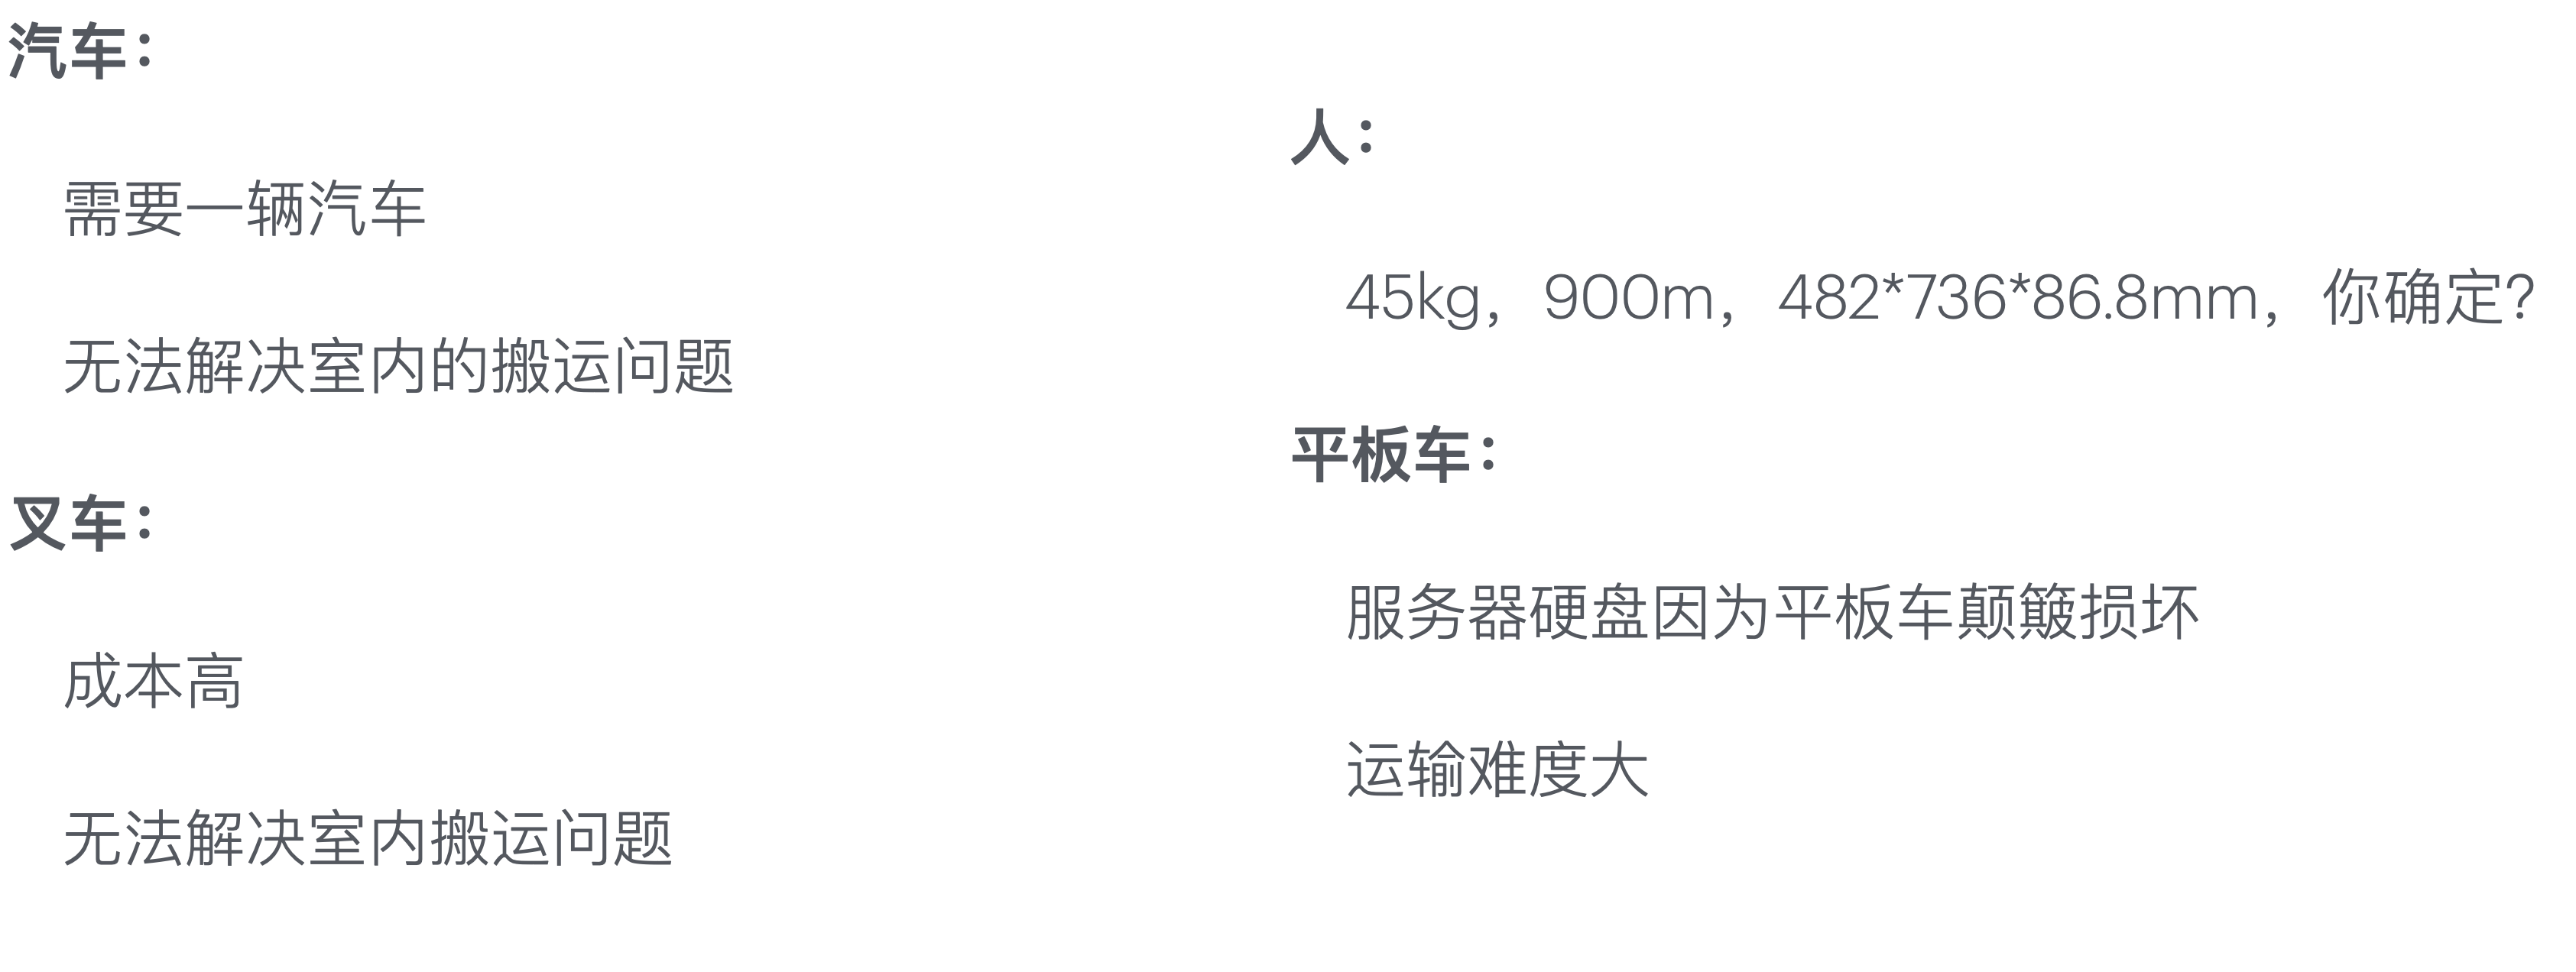 汽车：
需要一辆汽车
无法解决室内的搬运问题
叉车：
成本高
无法解决室内搬运问题
人：
45kg，900m，482*736*86.8mm，你确定？
平板车：
服务器硬盘因为平板车颠簸损坏
运输难度大